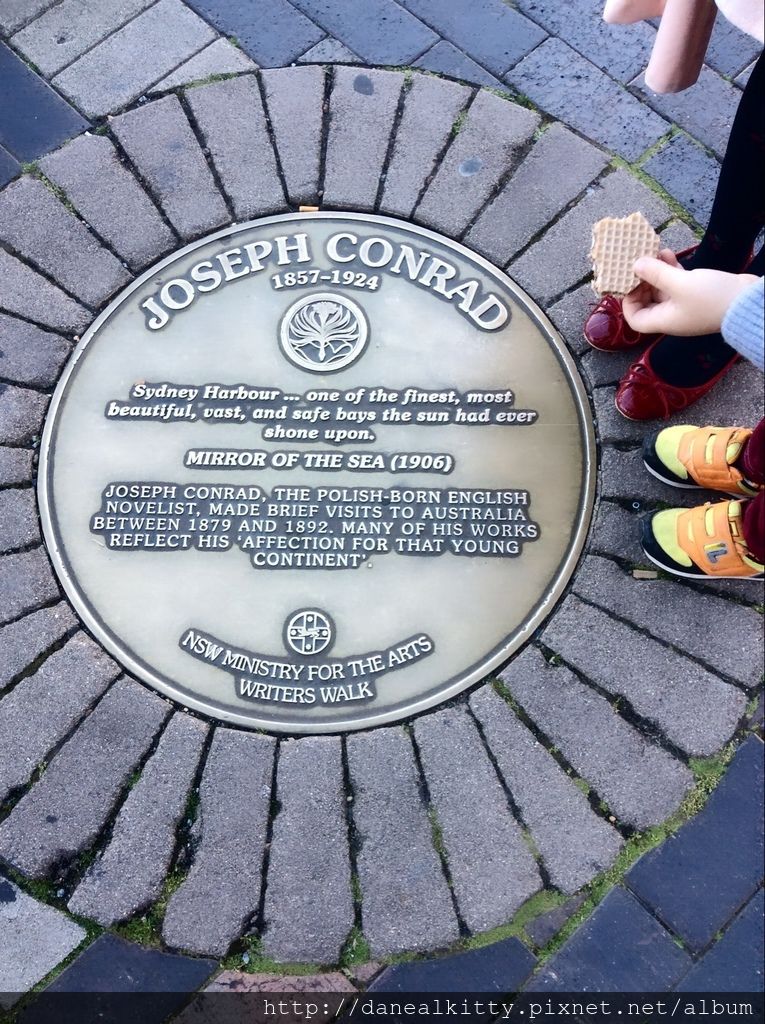 JOSEPH CONRAD
1857-1924
Sydney Harbour ... one of the finest, most
beautiful, vast, and safe bays the sun had ever
shone upon.
MIRROR OF THE SEA (1906)
JOSEPH CONRAD, THE POLISH-BORN ENGLISH
NOVELIST, MADE BRIEF VISITS TO AUSTRALIA
BETWEEN 1879 AND 1892. MANY OF HIS WORKS
REFLECT HIS 'AFFECTION FOR THAT YOUNG
CONTINENT'.
NSW MINISTRY FOR THE ARTS
WRITERS WALK
http://danealkitty.pixnet.net/album